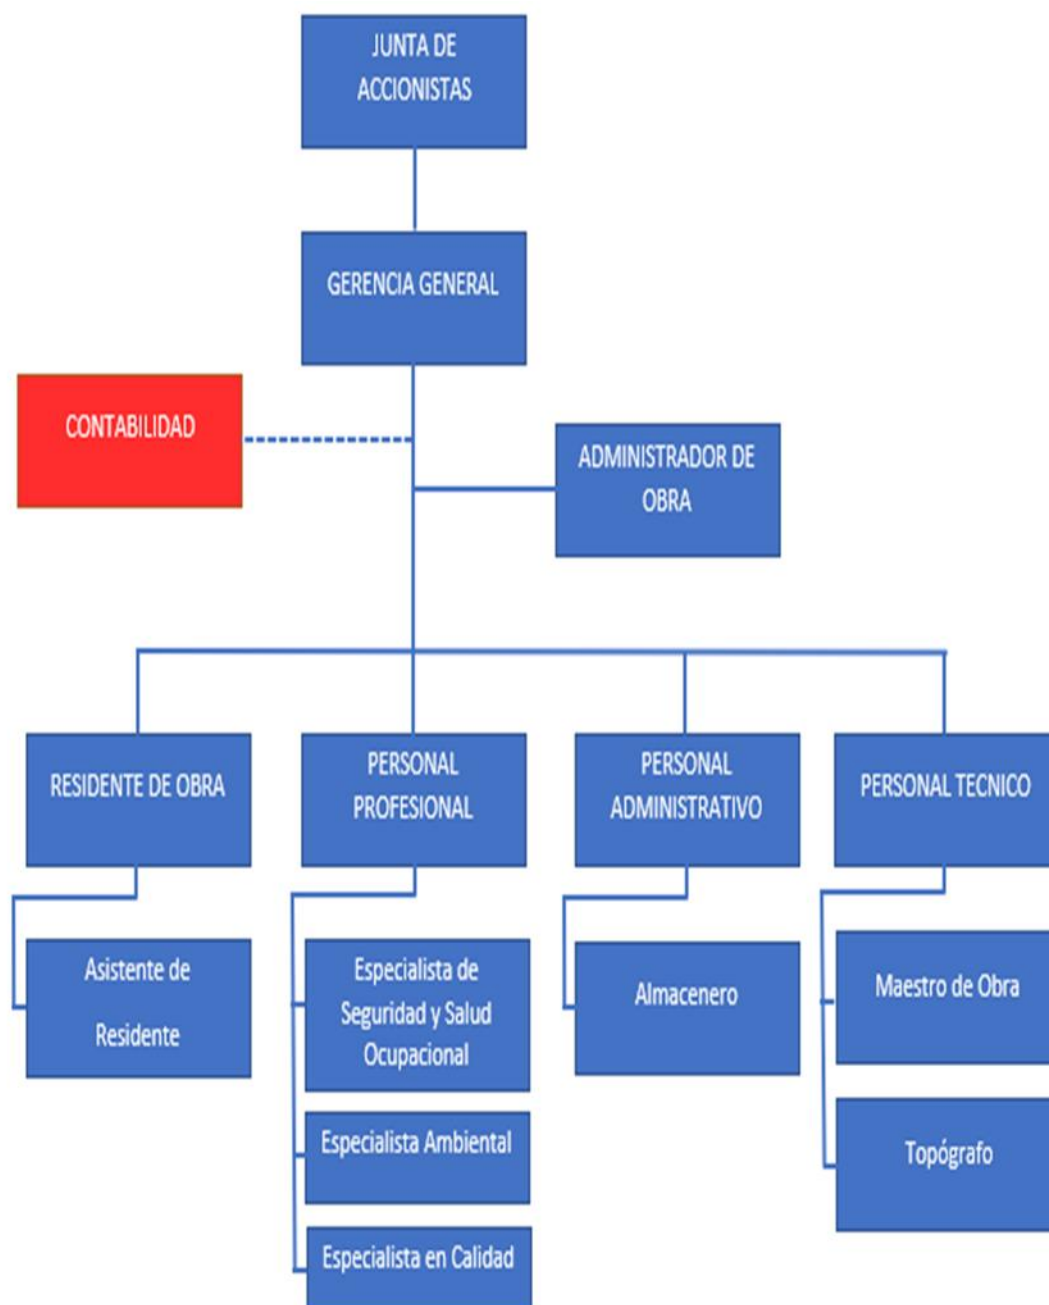 JUNTA DE
ACCIONISTAS
GERENCIA GENERAL
CONTABILIDAD
ADMINISTRADOR DE
OBRA
RESIDENTE DE OBRA
PERSONAL
PROFESIONAL
PERSONAL
ADMINISTRATIVO
PERSONAL TECNICO
Asistente de
Residente
Especialista de
Seguridad y Salud
Ocupacional
Especialista Ambiental
Especialista en Calidad
Almacenero
Maestro de Obra
Topógrafo